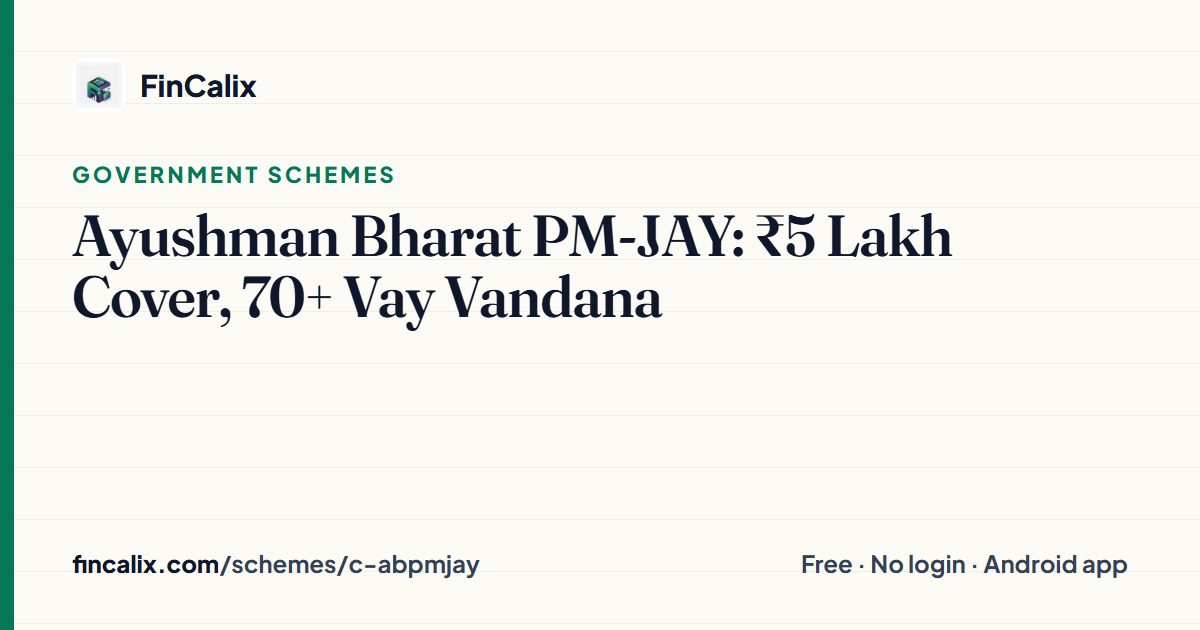 FinCalix
GOVERNMENT SCHEMES
Ayushman Bharat PM-JAY: ₹5 Lakh
Cover, 70+ Vay Vandana
fincalix.com/schemes/c-abpmjay
Free · No login · Android app